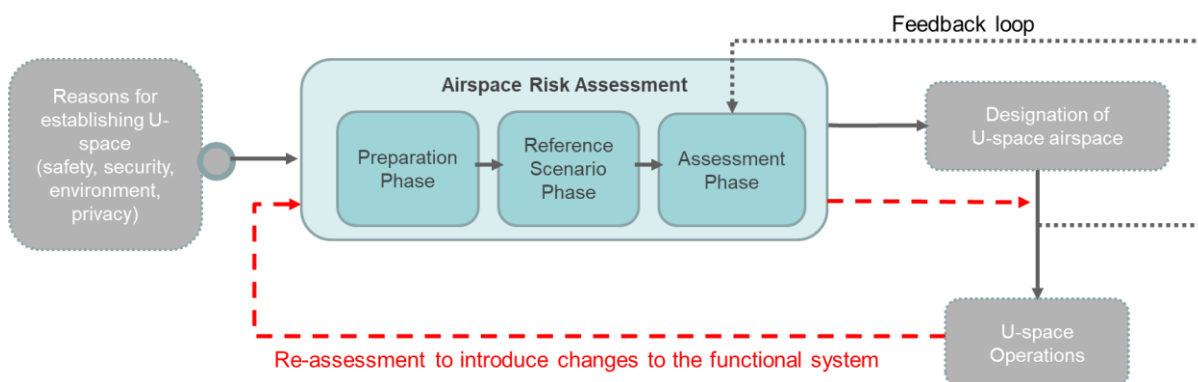 Feedback loop
Reasons for
establishing U-
space
(safety, security,
environment,
privacy)
Airspace Risk Assessment
Preparation
Phase
Reference
Scenario
Phase
Assessment
Phase
Designation of
U-space airspace
U-space
Operations
Re-assessment to introduce changes to the functional system